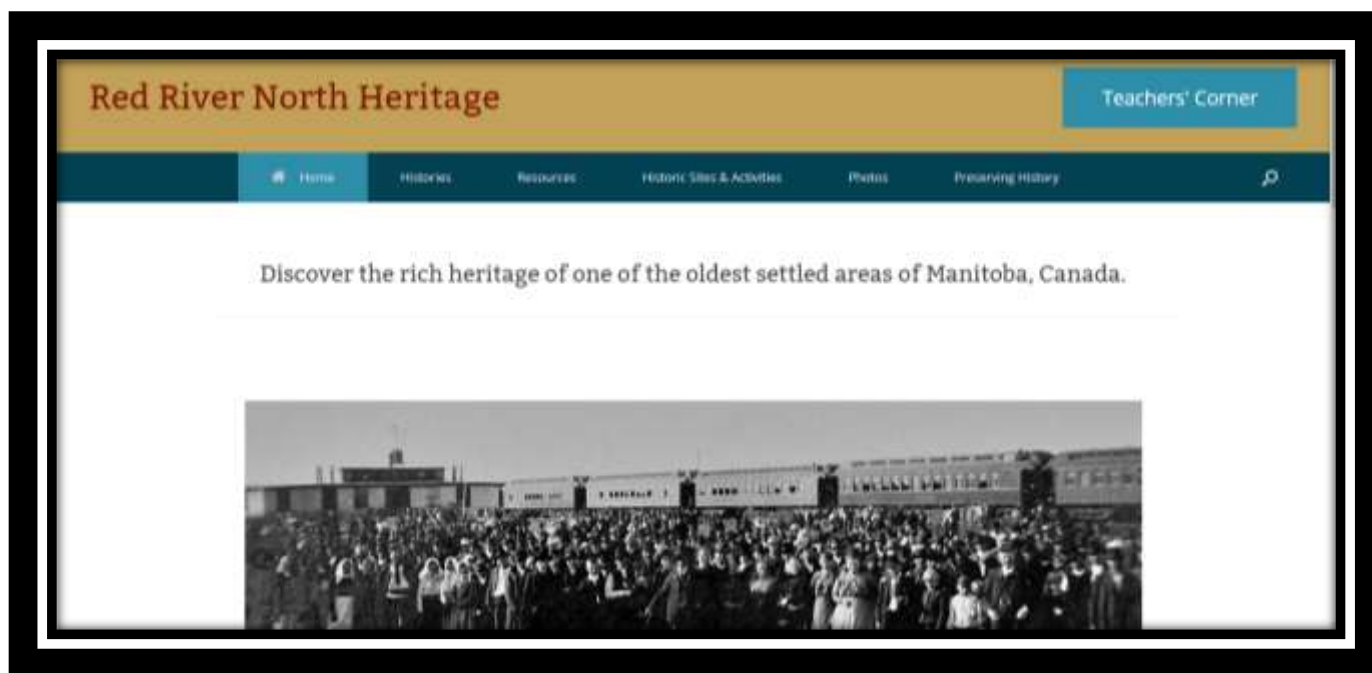 Red River North Heritage
Teachers' Corner
Home Histories Resources Historic Sites & Activities Photos Preserving History
Discover the rich heritage of one of the oldest settled areas of Manitoba, Canada.